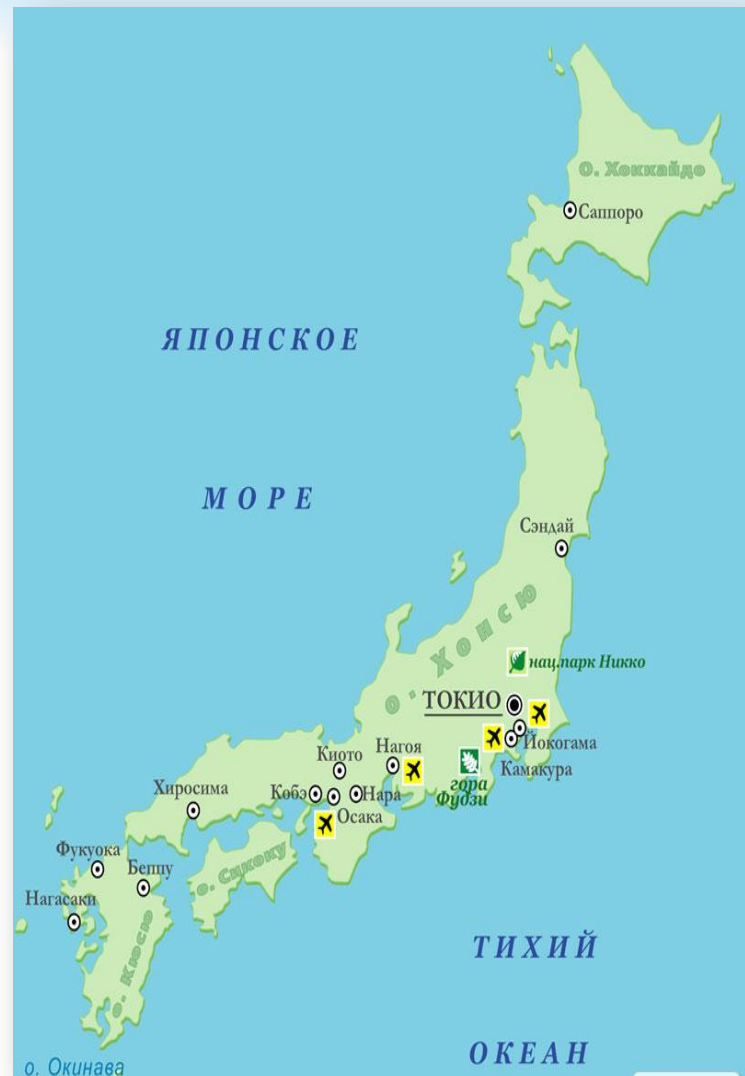 о. Хоккайдо
Саппоро
ЯПОНСКОЕ
МОРЕ
Сэндай
о. Хонсю
нац.парк Никко
ТОКИО
Йокогама
Камакура
Киото
Нагоя
гора
Фудзи
Хиросима
Кобэ
Нара
Осака
Фукуока
Беппу
о. Сикоку
Нагасаки
о. Кюсю
ТИХИЙ
ОКЕАН
о. Окинава